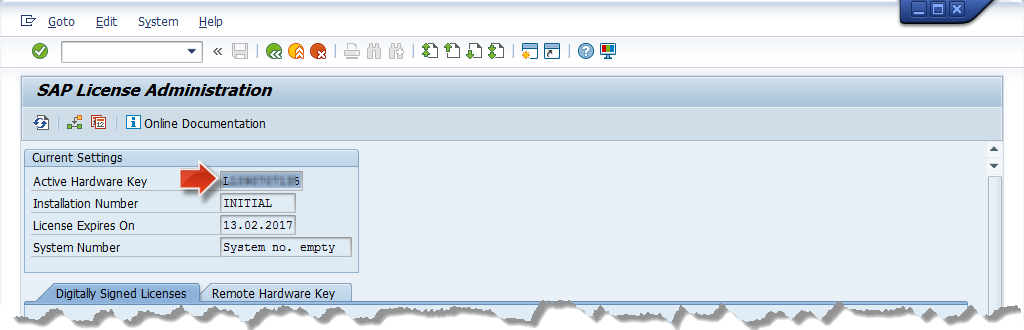 Goto Edit System Help
SAP License Administration
Online Documentation
Current Settings
Active Hardware Key
Installation Number INITIAL
License Expires On 13.02.2017
System Number System no. empty
Digitally Signed Licenses Remote Hardware Key